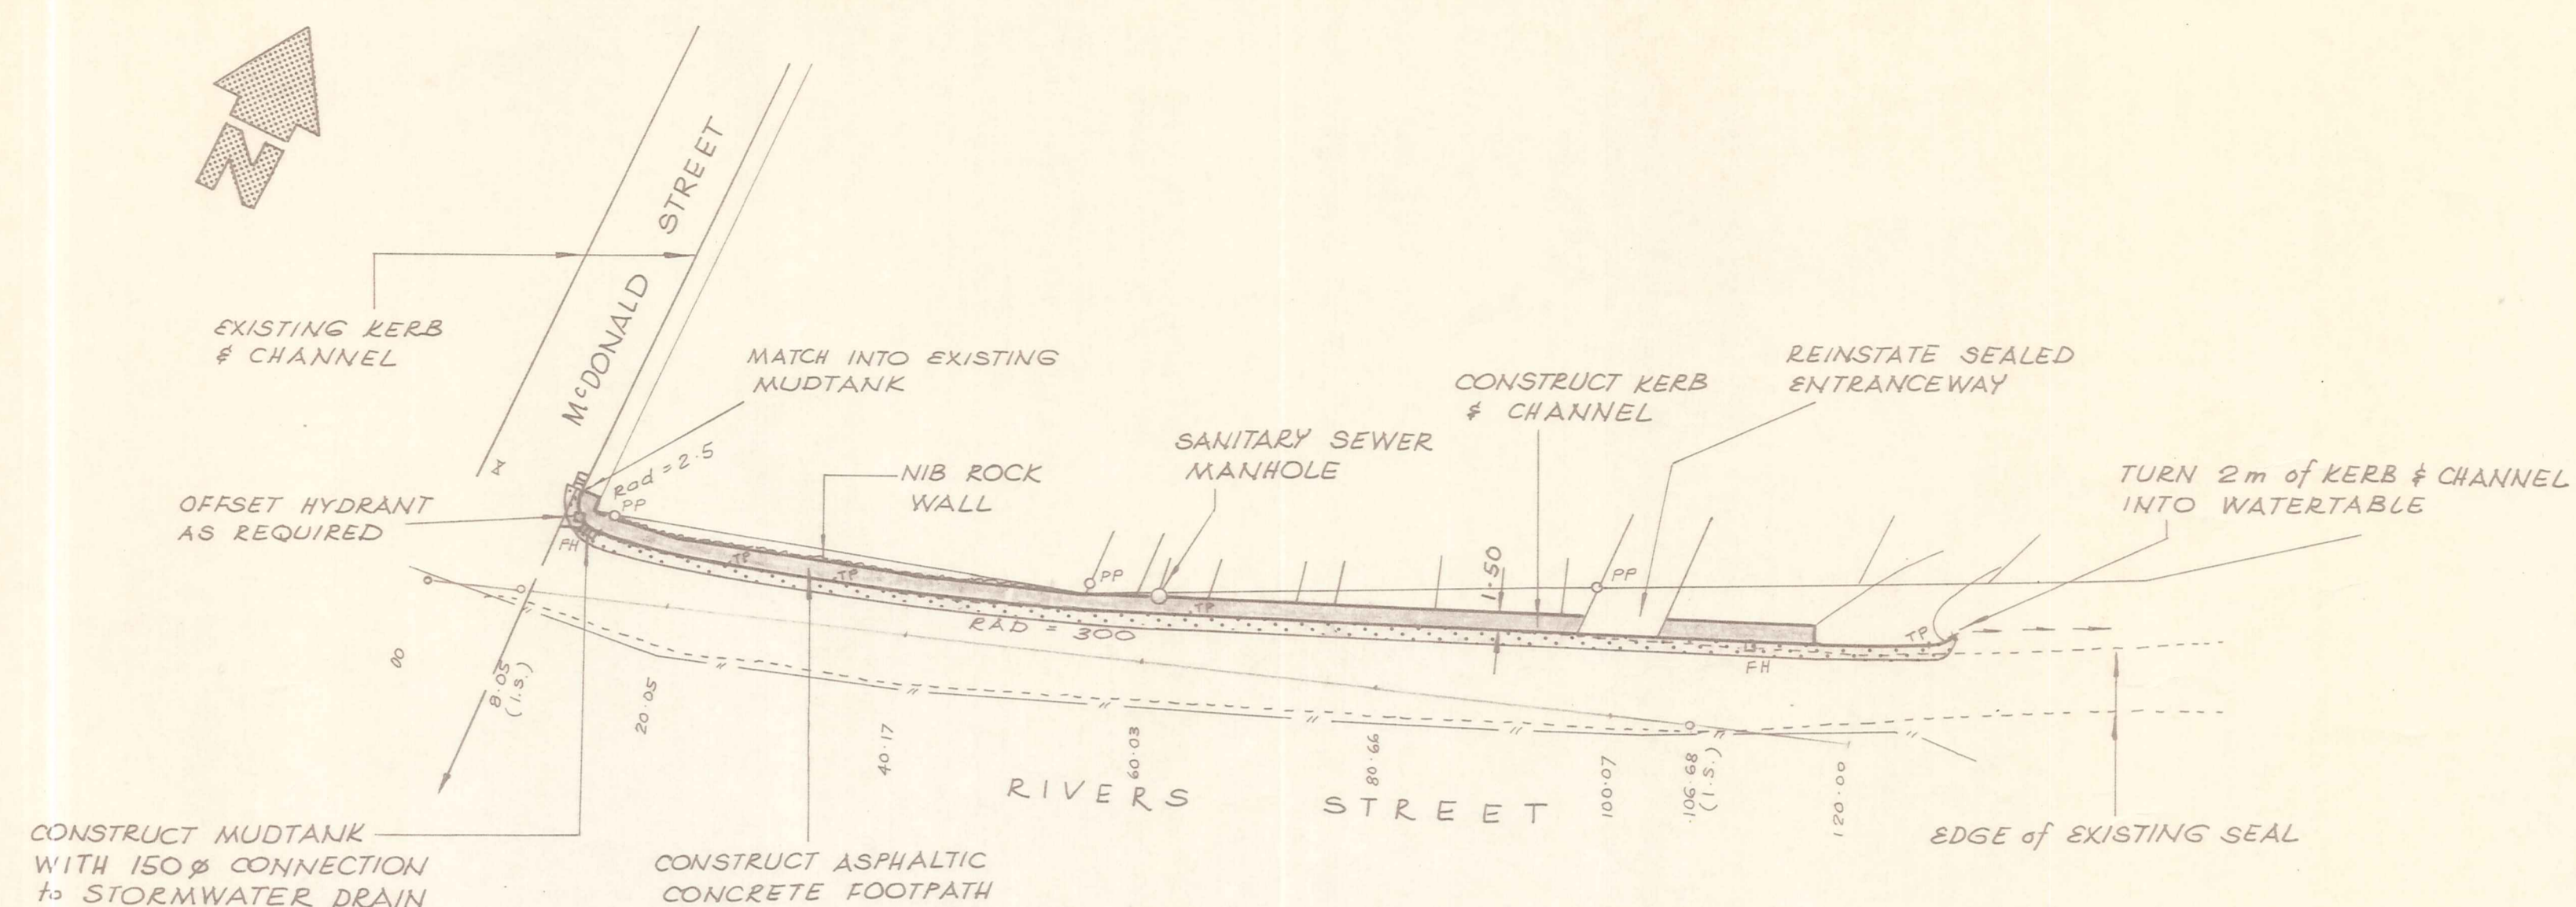 N
McDONALD STREET
EXISTING KERB
& CHANNEL
MATCH INTO EXISTING
MUDTANK
Rad = 2.5
PP
OFFSET HYDRANT
AS REQUIRED
FH
NIB ROCK
WALL
SANITARY SEWER
MANHOLE
CONSTRUCT KERB
& CHANNEL
REINSTATE SEALED
ENTRANCEWAY
TURN 2m of KERB & CHANNEL
INTO WATERTABLE
TP
TP
PP
TP
1·50
PP
TP
FH
RAD = 300
00
8·05
(I.S.)
20·05
40·17
60·03
80·66
100·07
106·68
(I.S.)
120·00
RIVERS STREET
EDGE of EXISTING SEAL
CONSTRUCT MUDTANK
WITH 150 ø CONNECTION
to STORMWATER DRAIN
CONSTRUCT ASPHALTIC
CONCRETE FOOTPATH